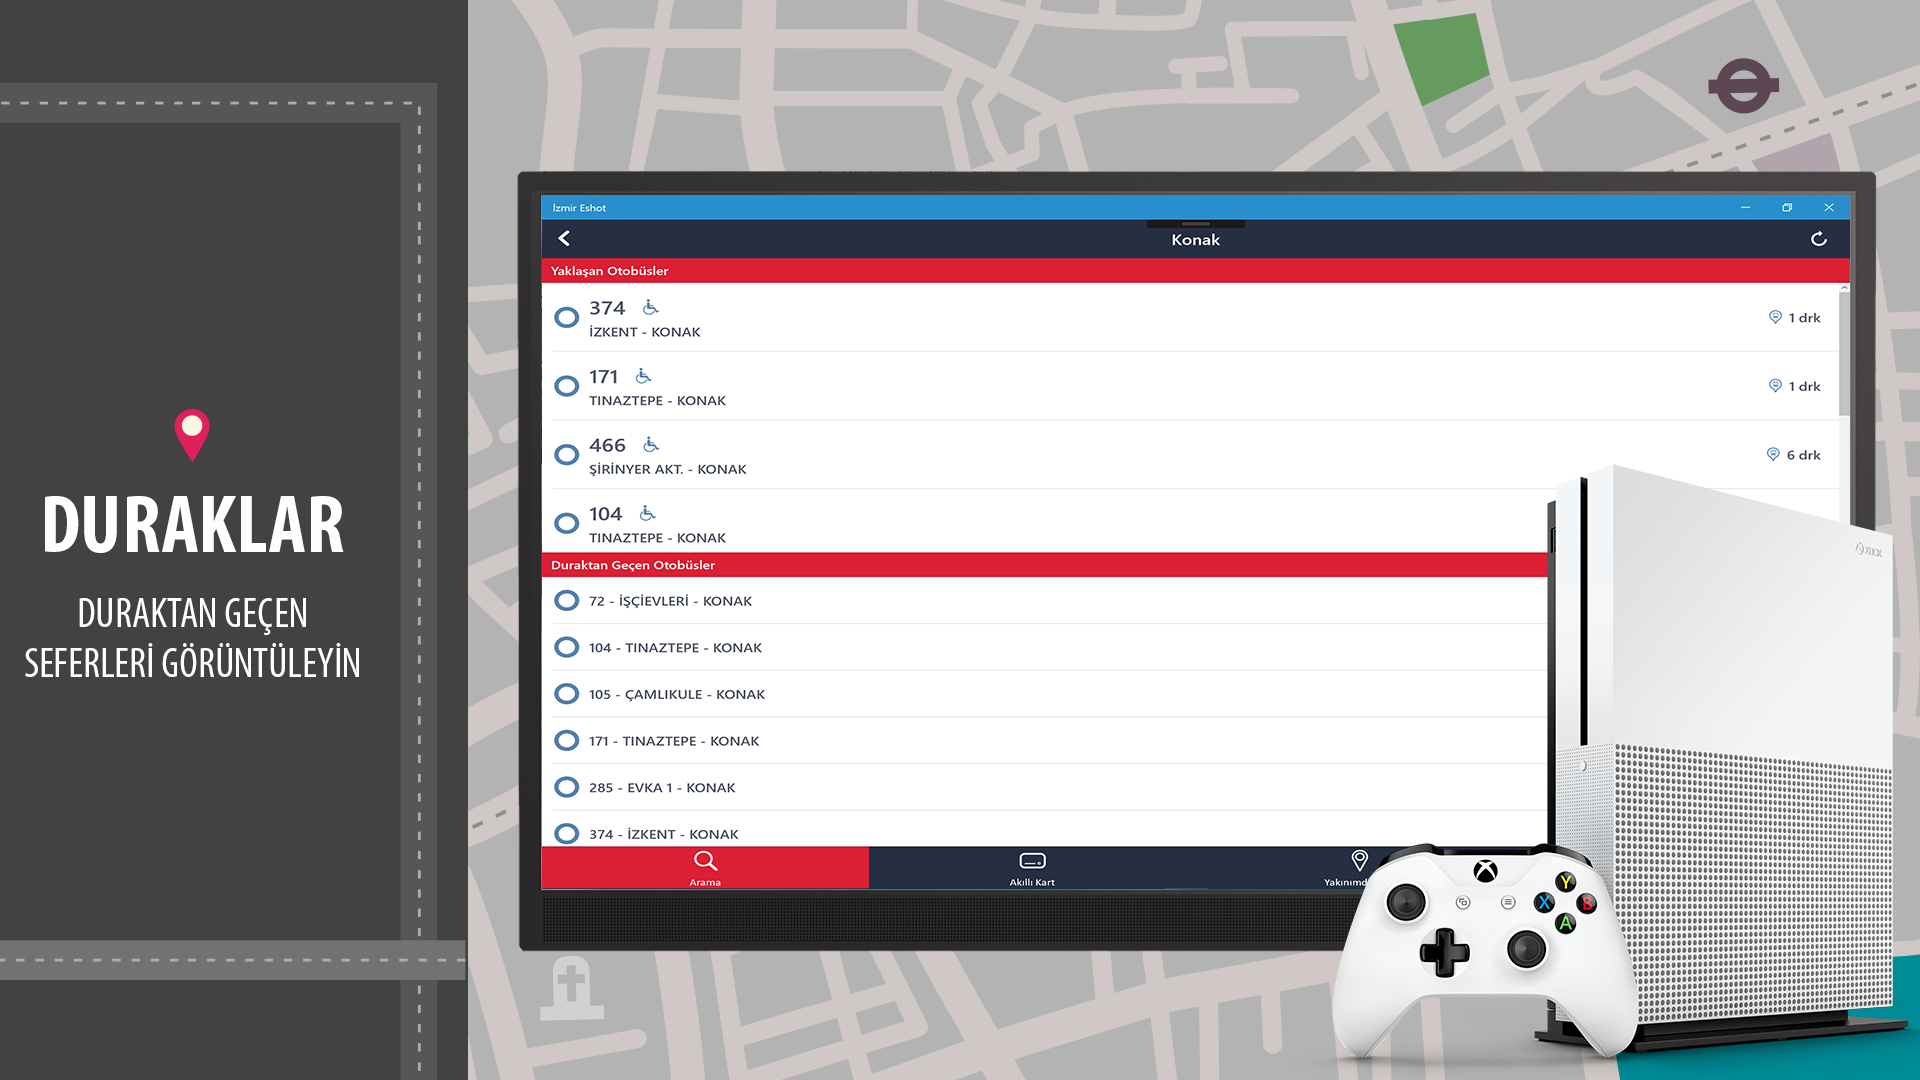 DURAKLAR
DURAKTAN GEÇEN
SEFERLERİ GÖRÜNTÜLEYİN
İzmir Eshot
Konak
Yaklaşan Otobüsler
374
İZKENT - KONAK
1 drk
171
TINAZTEPE - KONAK
1 drk
466
ŞİRİNYER AKT. - KONAK
6 drk
104
TINAZTEPE - KONAK
Duraktan Geçen Otobüsler
72 - İŞÇİEVLERİ - KONAK
104 - TINAZTEPE - KONAK
105 - ÇAMLIKULE - KONAK
171 - TINAZTEPE - KONAK
285 - EVKA 1 - KONAK
374 - İZKENT - KONAK
Arama
Akıllı Kart
Yakınımd
XBOX
Y
X
B
A